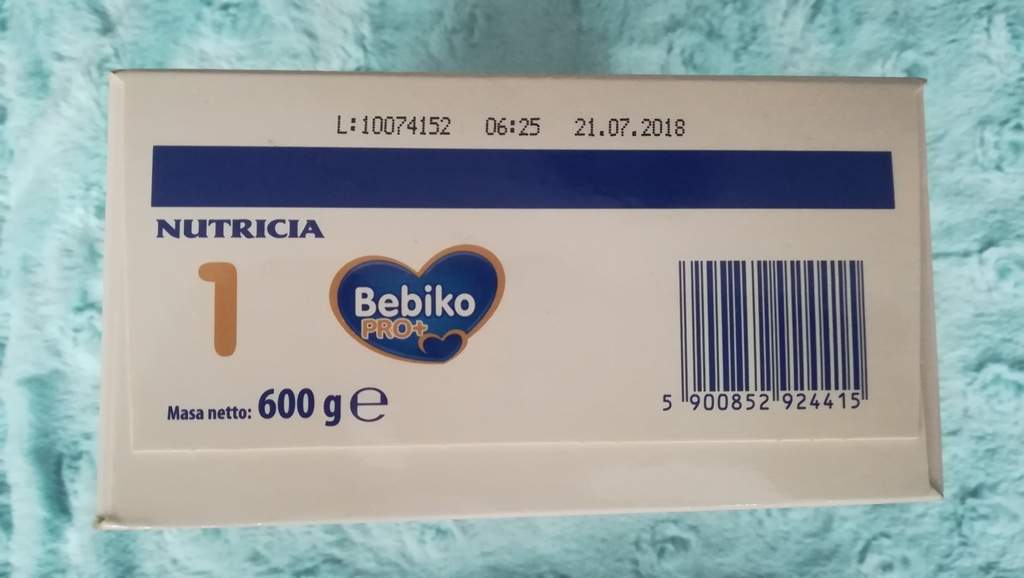 L:10074152 06:25 21.07.2018
NUTRICIA
1
Bebiko
PRO+
Masa netto: 600 g ℮
5 900852 924415